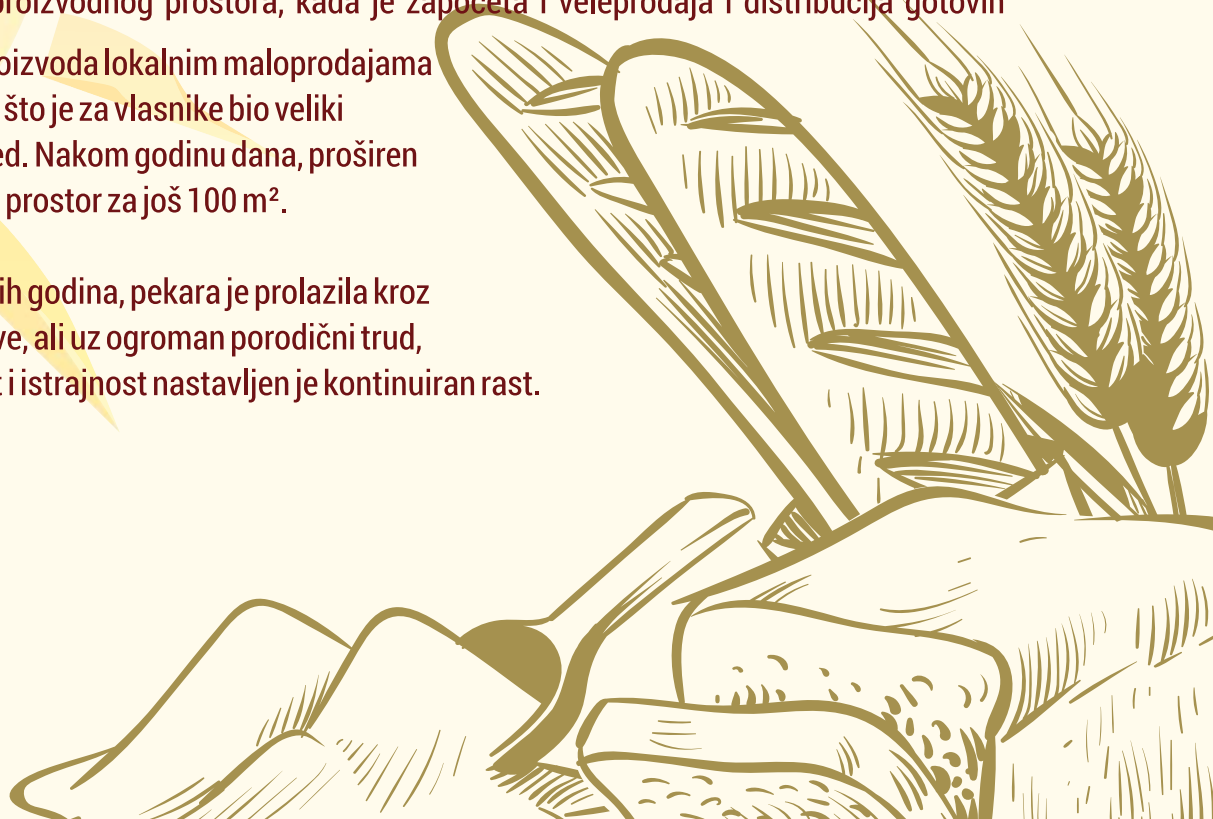 proizvodnog prostora, kada je započeta i veleprodaja i distribucija gotovih
oizvoda lokalnim maloprodajama
što je za vlasnike bio veliki
ed. Nakom godinu dana, proširen
prostor za još 100 m².
ih godina, pekara je prolazila kroz
ve, ali uz ogroman porodični trud,
t i istrajnost nastavljen je kontinuiran rast.